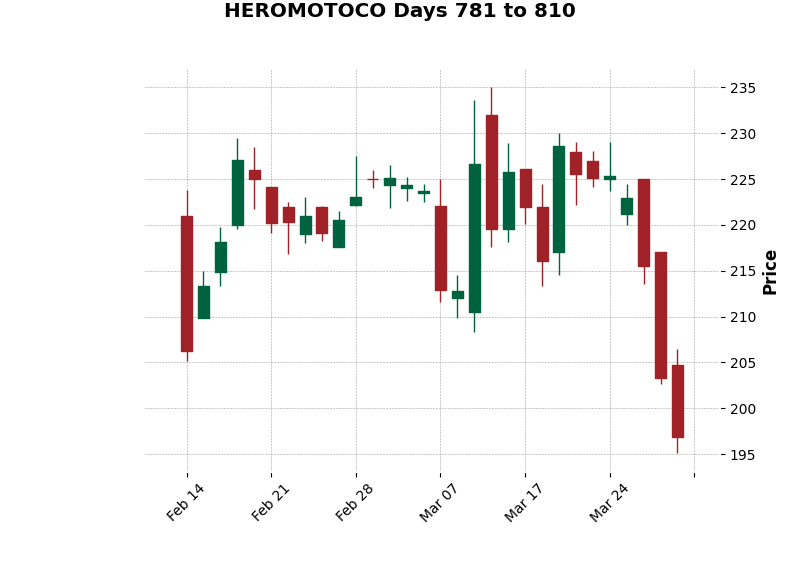 HEROMOTOCO Days 781 to 810
235
230
225
220
215
210
205
200
195
Price
Feb 14
Feb 21
Feb 28
Mar 07
Mar 17
Mar 24